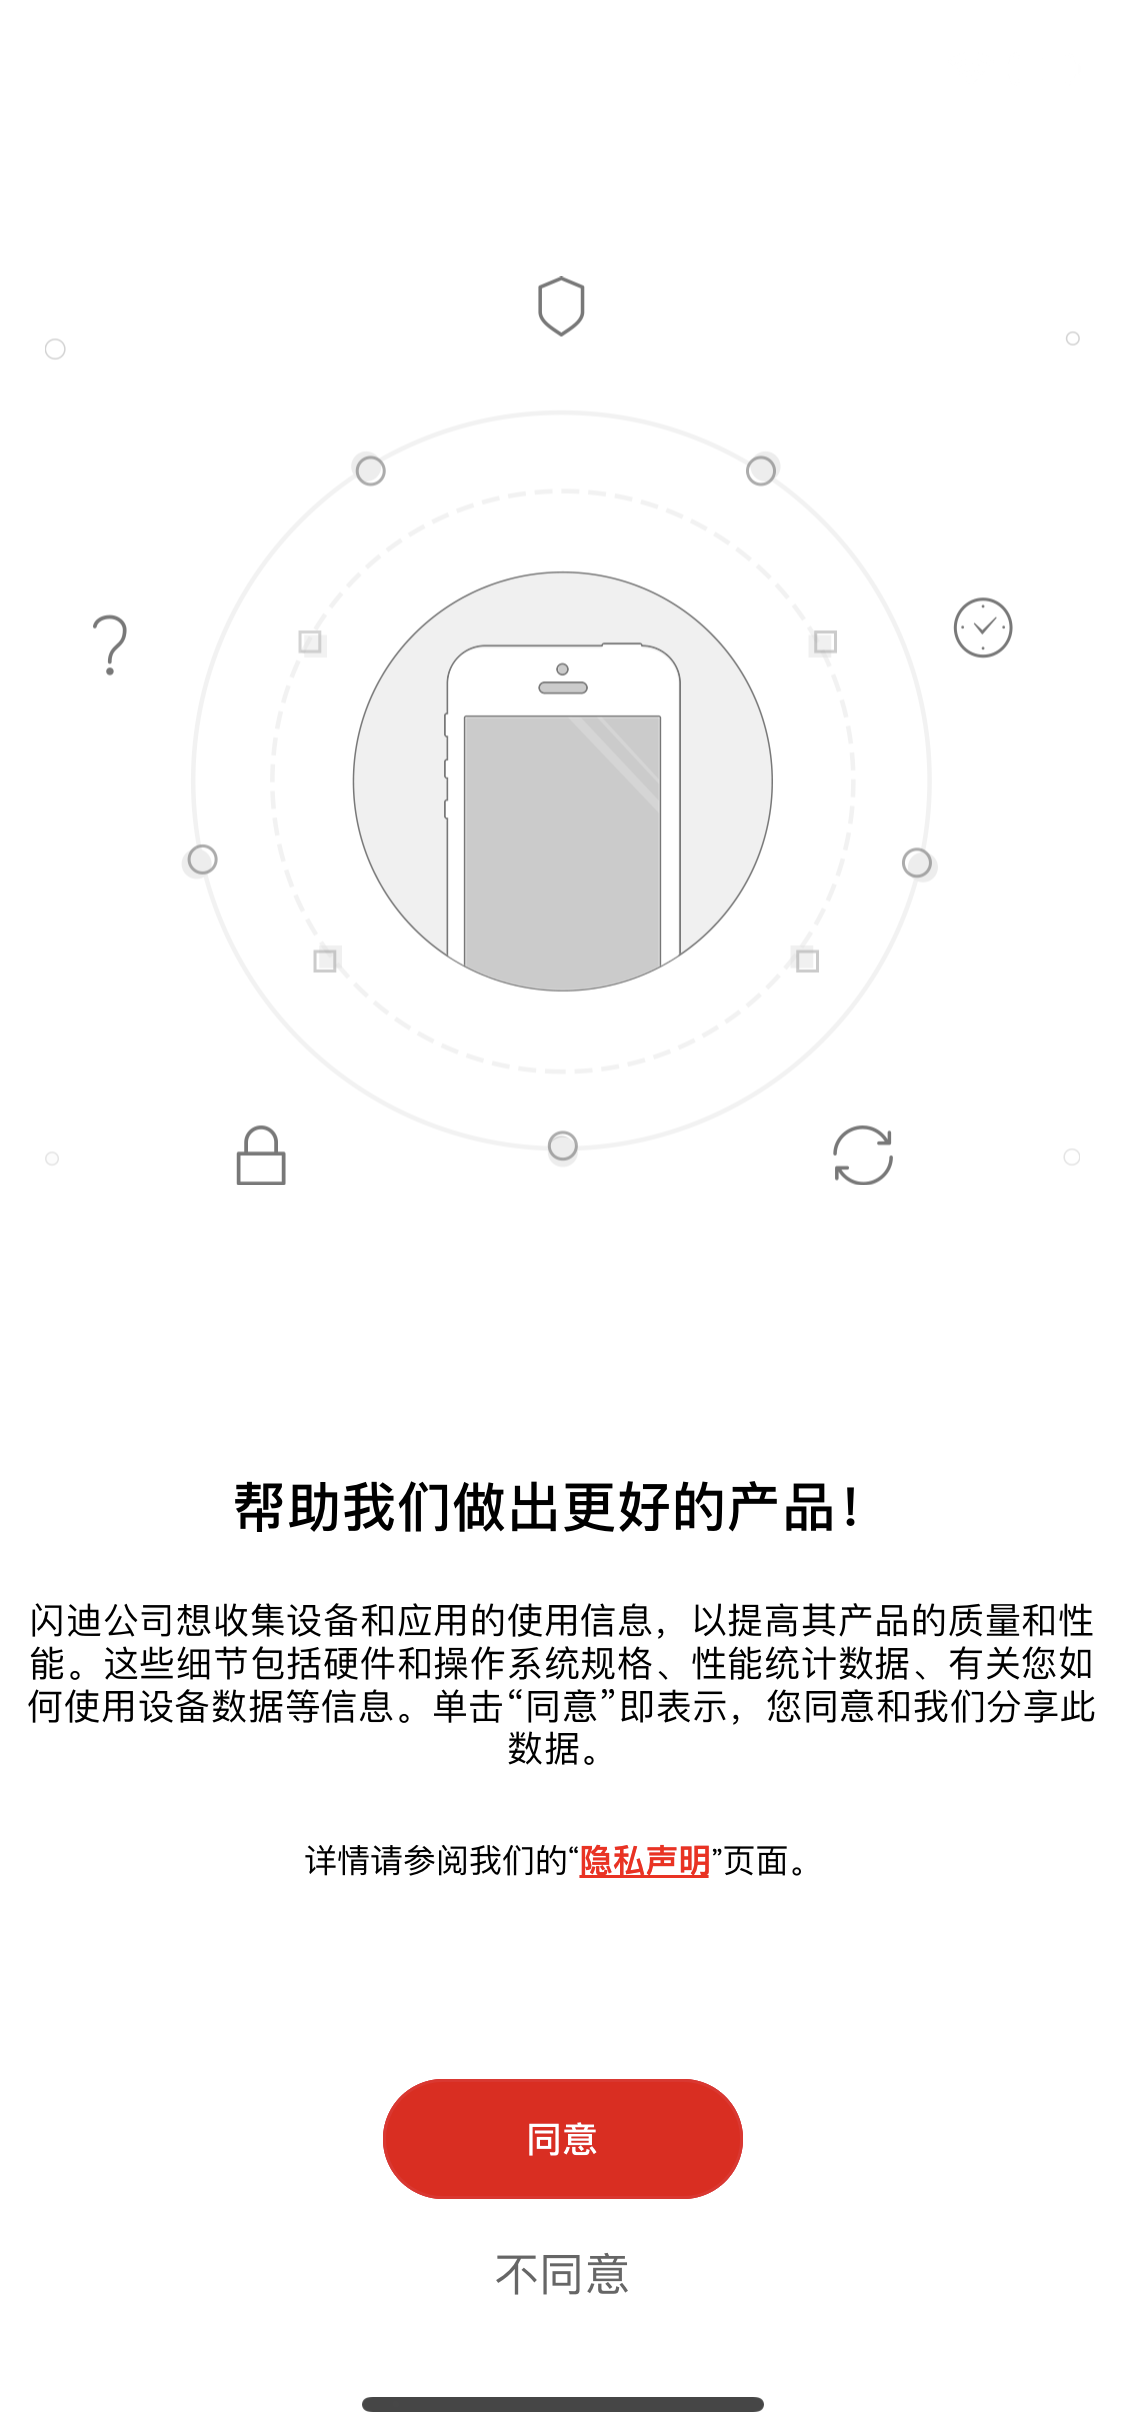 帮助我们做出更好的产品！
闪迪公司想收集设备和应用的使用信息，以提高其产品的质量和性
能。这些细节包括硬件和操作系统规格、性能统计数据、有关您如
何使用设备数据等信息。单击“同意”即表示，您同意和我们分享此
数据。
详情请参阅我们的“隐私声明”页面。
同意
不同意